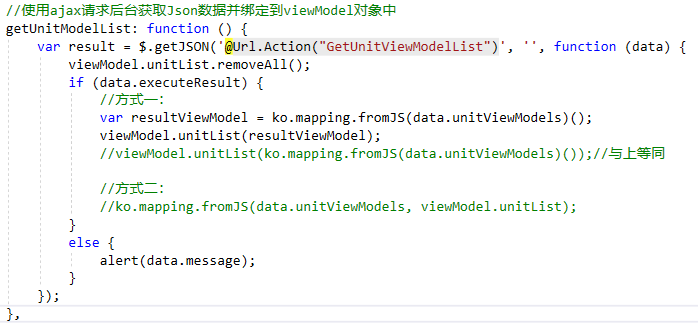 //使用ajax请求后台获取Json数据并绑定到viewModel对象中
getUnitModelList: function () {
    var result = $.getJSON('@Url.Action("GetUnitViewModelList")', '', function (data) {
        viewModel.unitList.removeAll();
        if (data.executeResult) {
            //方式一:
            var resultViewModel = ko.mapping.fromJS(data.unitViewModels)();
            viewModel.unitList(resultViewModel);
            //viewModel.unitList(ko.mapping.fromJS(data.unitViewModels)());//与上等同
            //方式二:
            //ko.mapping.fromJS(data.unitViewModels, viewModel.unitList);
        }
        else {
            alert(data.message);
        }
    });
},